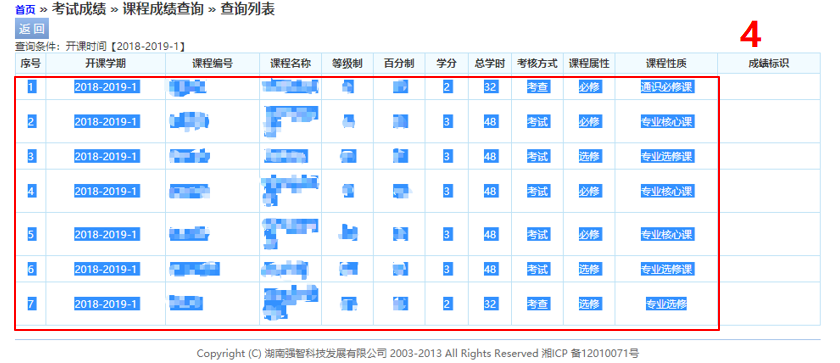 首页 » 考试成绩 » 课程成绩查询 » 查询列表
返 回
4
查询条件：开课时间【2018-2019-1】
序号 开课学期 课程编号 课程名称 等级制 百分制 学分 总学时 考核方式 课程属性 课程性质 成绩标识
1 2018-2019-1 2 32 考查 必修 通识必修课
2 2018-2019-1 3 48 考试 必修 专业核心课
3 2018-2019-1 3 48 考试 选修 专业选修课
4 2018-2019-1 3 48 考试 必修 专业核心课
5 2018-2019-1 3 48 考试 必修 专业核心课
6 2018-2019-1 3 48 考试 选修 专业选修课
7 2018-2019-1 2 32 考查 选修 专业选修
Copyright (C) 湖南强智科技发展有限公司 2003-2013 All Rights Reserved 湘ICP 备12010071号